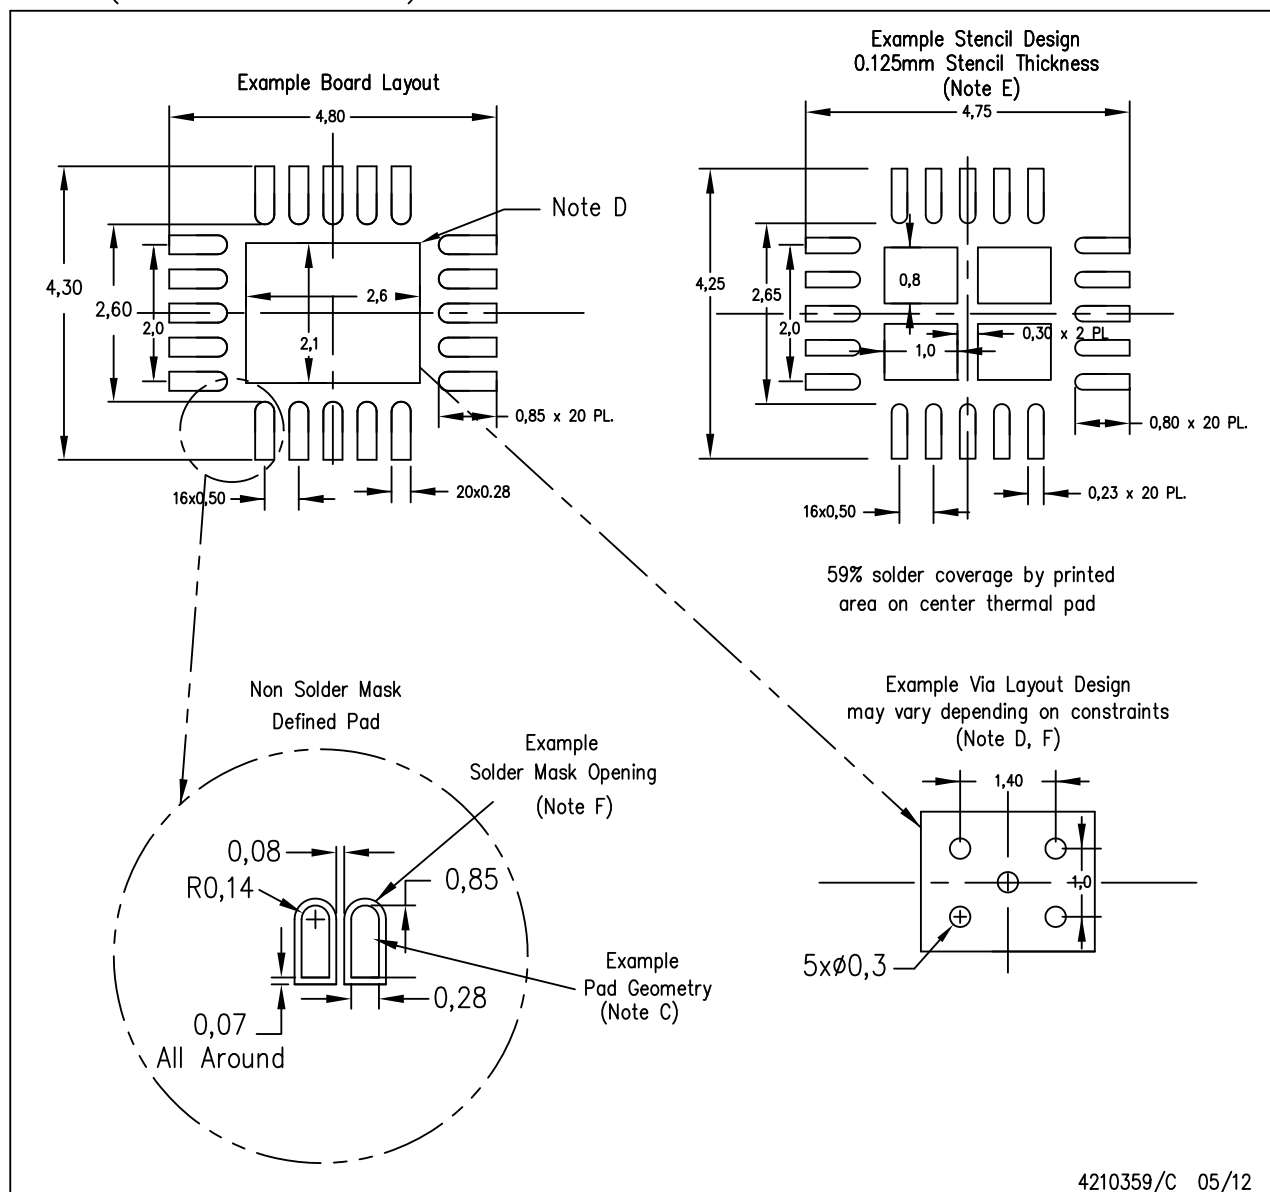 Example Board Layout
4,80
4,30
2,60
2,0
2,6
2,1
Note D
0,85 x 20 PL.
16x0,50
20x0.28
Example Stencil Design
0.125mm Stencil Thickness
(Note E)
4,75
4,25
2,65
2,0
0,8
0,30 x 2 PL
1,0
0,80 x 20 PL.
0,23 x 20 PL.
16x0,50
59% solder coverage by printed
area on center thermal pad
Non Solder Mask
Defined Pad
Example
Solder Mask Opening
(Note F)
0,08
R0,14
0,85
0,28
0,07
All Around
Example
Pad Geometry
(Note C)
Example Via Layout Design
may vary depending on constraints
(Note D, F)
1,40
1,0
5xø0,3
4210359/C 05/12